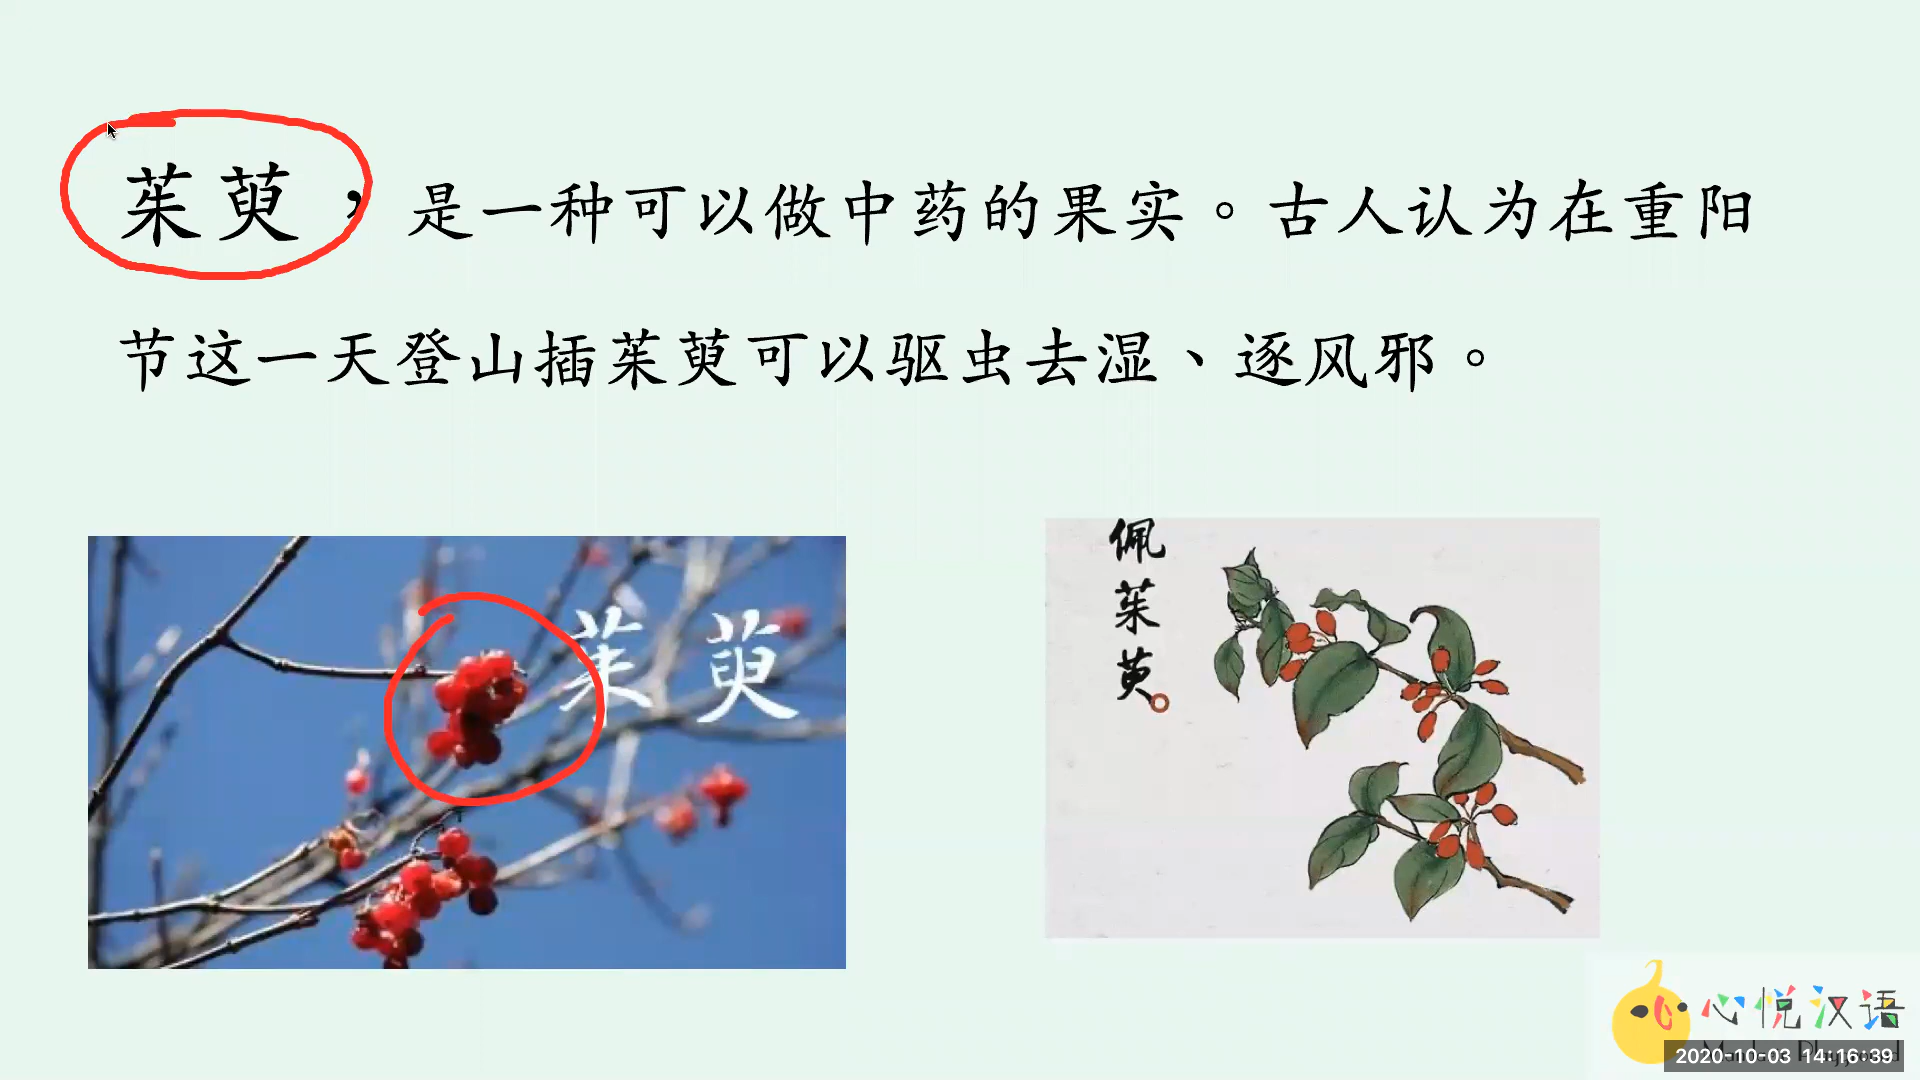 茱萸，是一种可以做中药的果实。古人认为在重阳
节这一天登山插茱萸可以驱虫去湿、逐风邪。
茱萸
佩茱萸
心悦汉语
2020-10-03 14:16:39